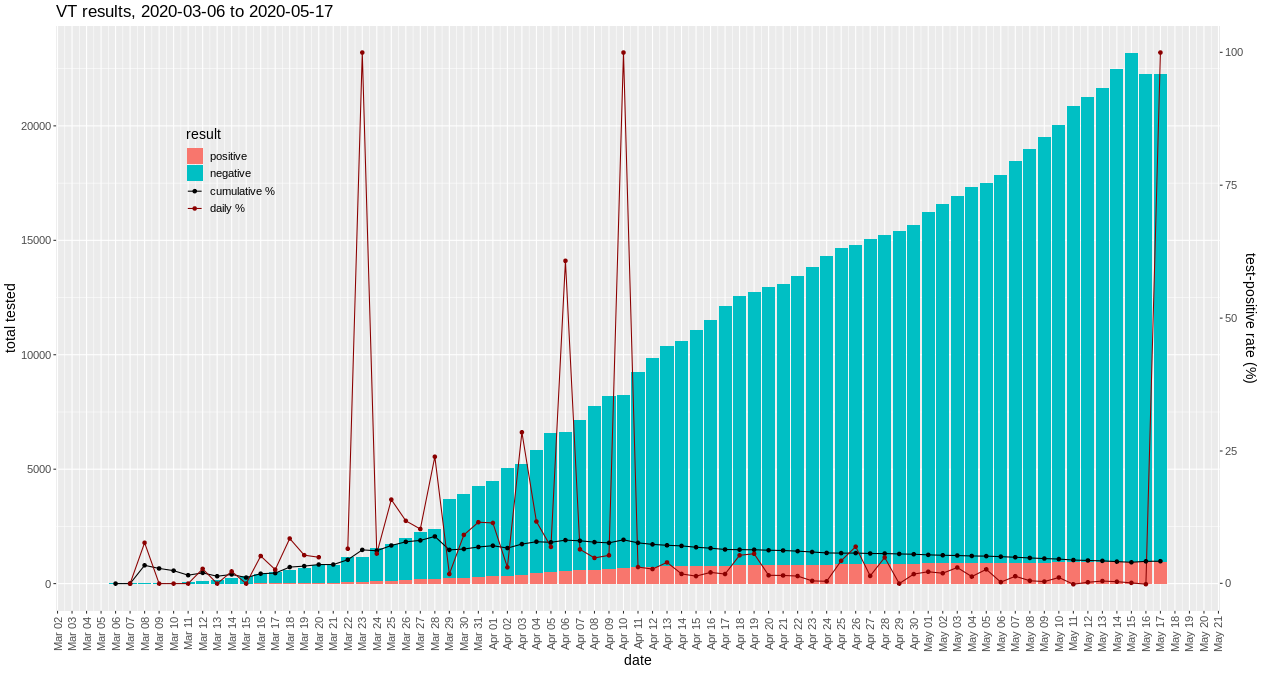 VT results, 2020-03-06 to 2020-05-17
result
positive
negative
cumulative %
daily %
total tested
20000
15000
10000
5000
0
test-positive rate (%)
100
75
50
25
0
Mar 02
Mar 03
Mar 04
Mar 05
Mar 06
Mar 07
Mar 08
Mar 09
Mar 10
Mar 11
Mar 12
Mar 13
Mar 14
Mar 15
Mar 16
Mar 17
Mar 18
Mar 19
Mar 20
Mar 21
Mar 22
Mar 23
Mar 24
Mar 25
Mar 26
Mar 27
Mar 28
Mar 29
Mar 30
Mar 31
Apr 01
Apr 02
Apr 03
Apr 04
Apr 05
Apr 06
Apr 07
Apr 08
Apr 09
Apr 10
Apr 11
Apr 12
Apr 13
Apr 14
Apr 15
Apr 16
Apr 17
Apr 18
Apr 19
Apr 20
Apr 21
Apr 22
Apr 23
Apr 24
Apr 25
Apr 26
Apr 27
Apr 28
Apr 29
Apr 30
May 01
May 02
May 03
May 04
May 05
May 06
May 07
May 08
May 09
May 10
May 11
May 12
May 13
May 14
May 15
May 16
May 17
May 18
May 19
May 20
May 21
date